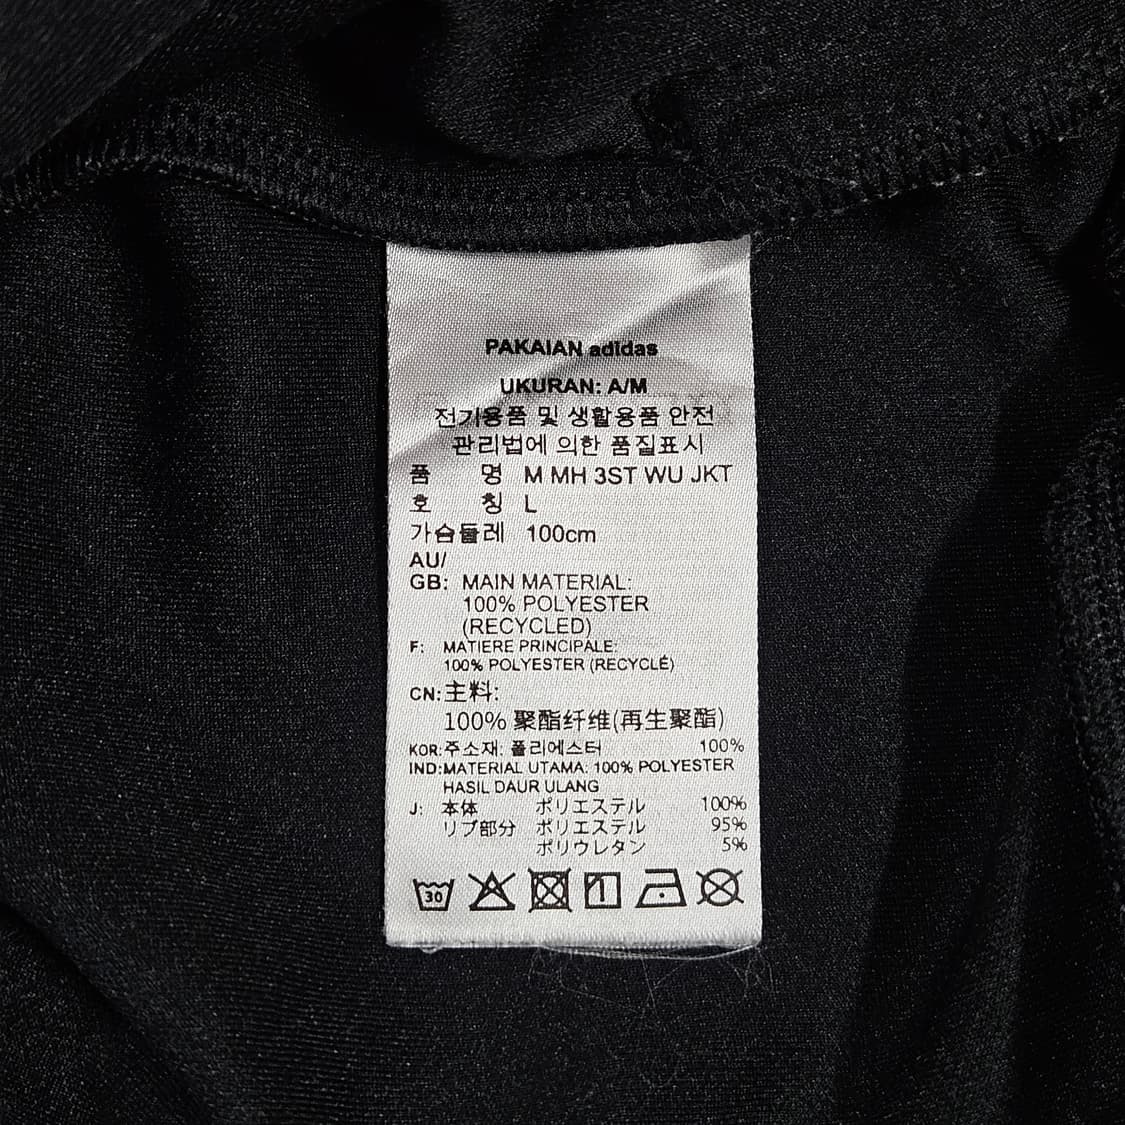 PAKAIAN adidas
UKURAN: A/M
전기용품 및 생활용품 안전
관리법에 의한 품질표시
품 명 M MH 3ST WU JKT
호 칭 L
가슴둘레 100cm
AU/
GB: MAIN MATERIAL:
100% POLYESTER
(RECYCLED)
F: MATIERE PRINCIPALE:
100% POLYESTER (RECYCLÉ)
CN: 主料:
100% 聚酯纤维(再生聚酯)
KOR: 주소재: 폴리에스터 100%
IND: MATERIAL UTAMA: 100% POLYESTER
HASIL DAUR ULANG
J: 本体 ポリエステル 100%
リブ部分 ポリエステル 95%
ポリウレタン 5%
30